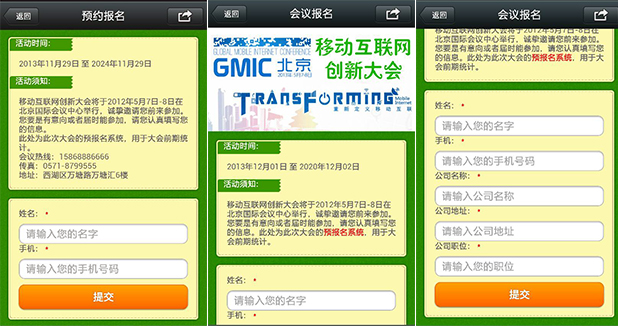 返回
预约报名
活动时间:
2013年11月29日 至 2024年11月29日
活动须知:
移动互联网创新大会将于2012年5月7日-8日在
北京国际会议中心举行，诚挚邀请您前来参加。
您要是有意向或者届时能参加，请您认真填写您
的信息。
此处为此次大会的预报名系统，用于大会前期统
计。
会议热线：15868886666
传真：0571-8799555
地址：西湖区万塘路万塘汇6楼
姓名： *
请输入您的名字
手机： *
请输入您的手机号码
提交
返回
会议报名
GLOBAL MOBILE INTERNET CONFERENCE
GMIC 北京
移动互联网
创新大会
TRANSFORMING
Mobile
Internet
重新定义移动互联
活动时间:
2013年12月01日 至 2020年12月02日
活动须知:
移动互联网创新大会将于2012年5月7日-8日在
北京国际会议中心举行，诚挚邀请您前来参加。
您要是有意向或者届时能参加，请您认真填写您
的信息。此处为此次大会的预报名系统，用于大
会前期统计。
姓名： *
请输入您的名字
手机： *
返回
会议报名
移动互联网创新大会将于2012年5月7日-8日在
北京国际会议中心举行，诚挚邀请您前来参加。
您要是有意向或者届时能参加，请您认真填写您
的信息。此处为此次大会的预报名系统，用于大
会前期统计。
姓名： *
请输入您的名字
手机： *
请输入您的手机号码
公司名称： *
请输入公司名称
公司地址： *
请输入公司地址
公司职位： *
请输入您的职位
提交